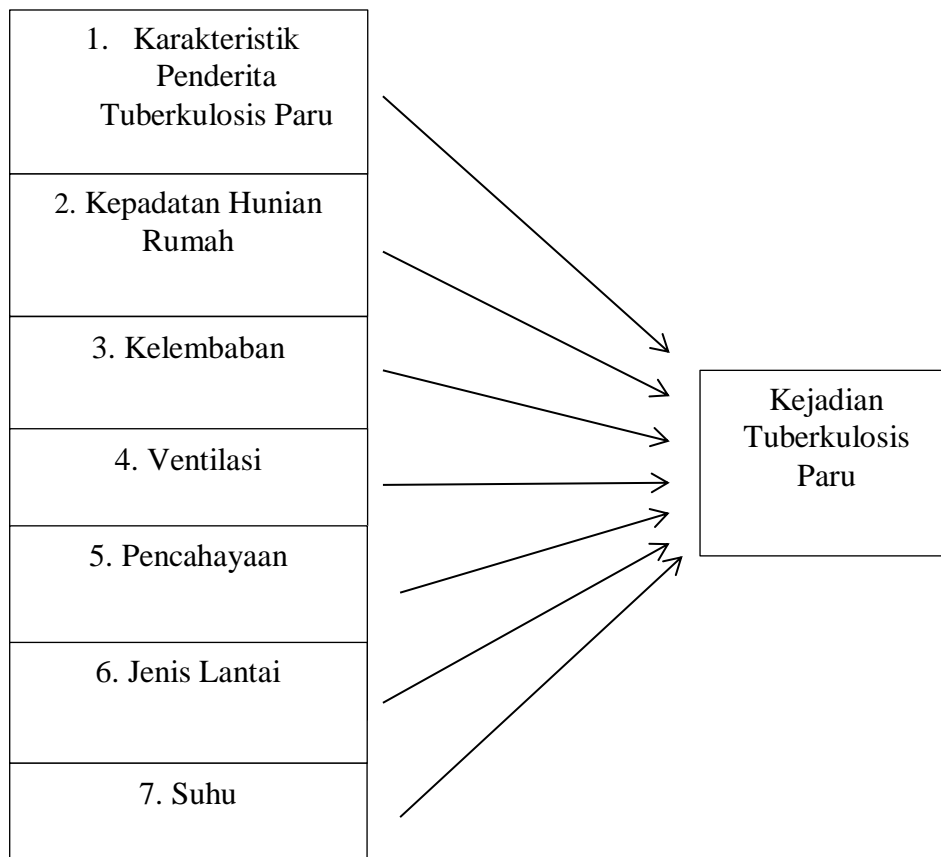 1. Karakteristik
Penderita
Tuberkulosis Paru
2. Kepadatan Hunian
Rumah
3. Kelembaban
4. Ventilasi
5. Pencahayaan
6. Jenis Lantai
7. Suhu
Kejadian
Tuberkulosis
Paru